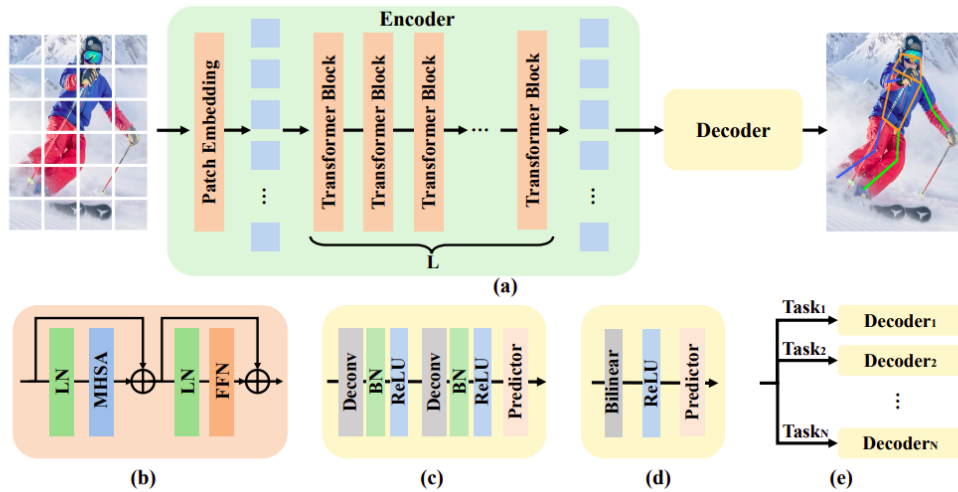 Encoder
Patch Embedding
...
Transformer Block
Transformer Block
Transformer Block
...
Transformer Block
...
L
Decoder
(a)
LN
MHSA
LN
FFN
(b)
Deconv
BN
ReLU
Deconv
BN
ReLU
Predictor
(c)
Bilinear
ReLU
Predictor
(d)
Task1
Decoder1
Task2
Decoder2
...
TaskN
DecoderN
(e)